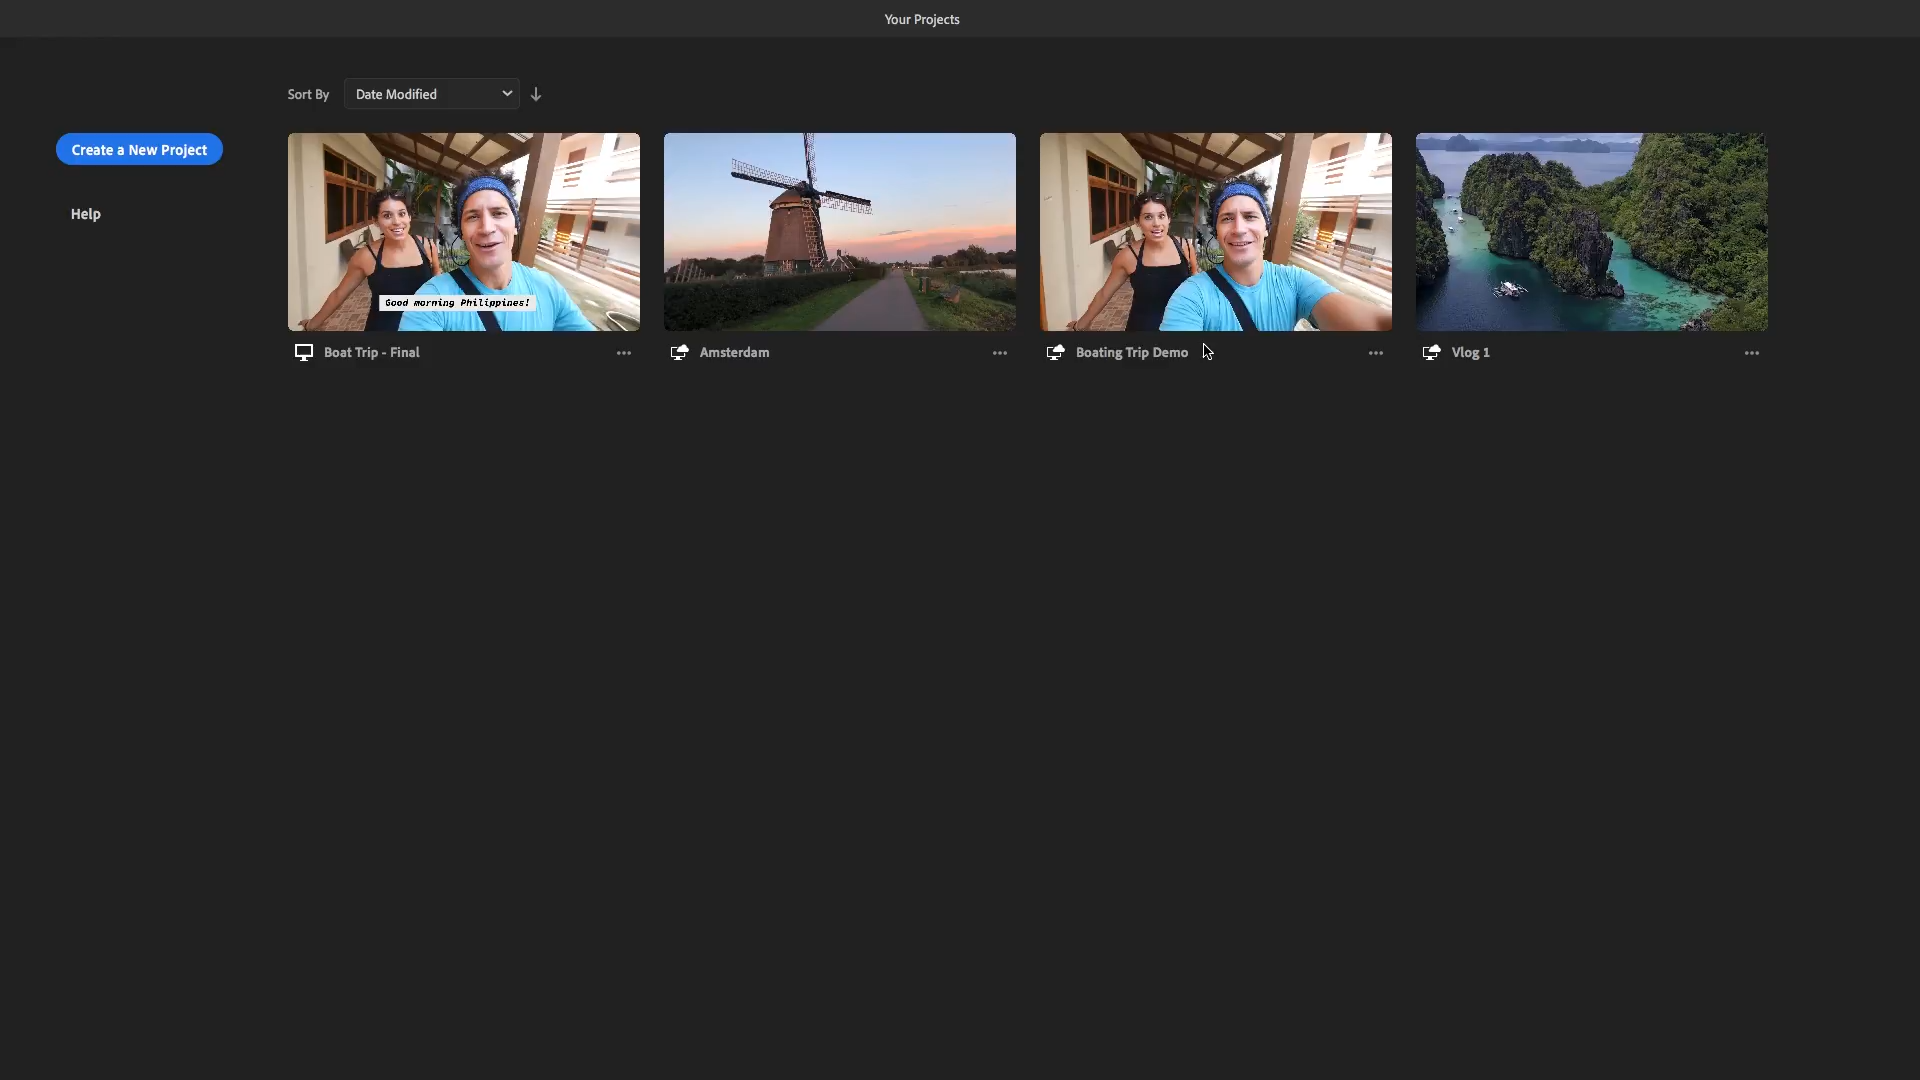 Your Projects
Sort By Date Modified
Create a New Project
Help
Good morning Philippines!
Boat Trip - Final
Amsterdam
Boating Trip Demo
Vlog 1